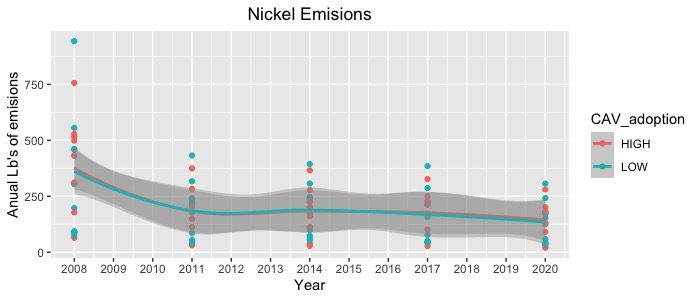 Nickel Emisions
Anual Lb's of emisions
750
500
250
0
2008 2009 2010 2011 2012 2013 2014 2015 2016 2017 2018 2019 2020
Year
CAV_adoption
HIGH
LOW